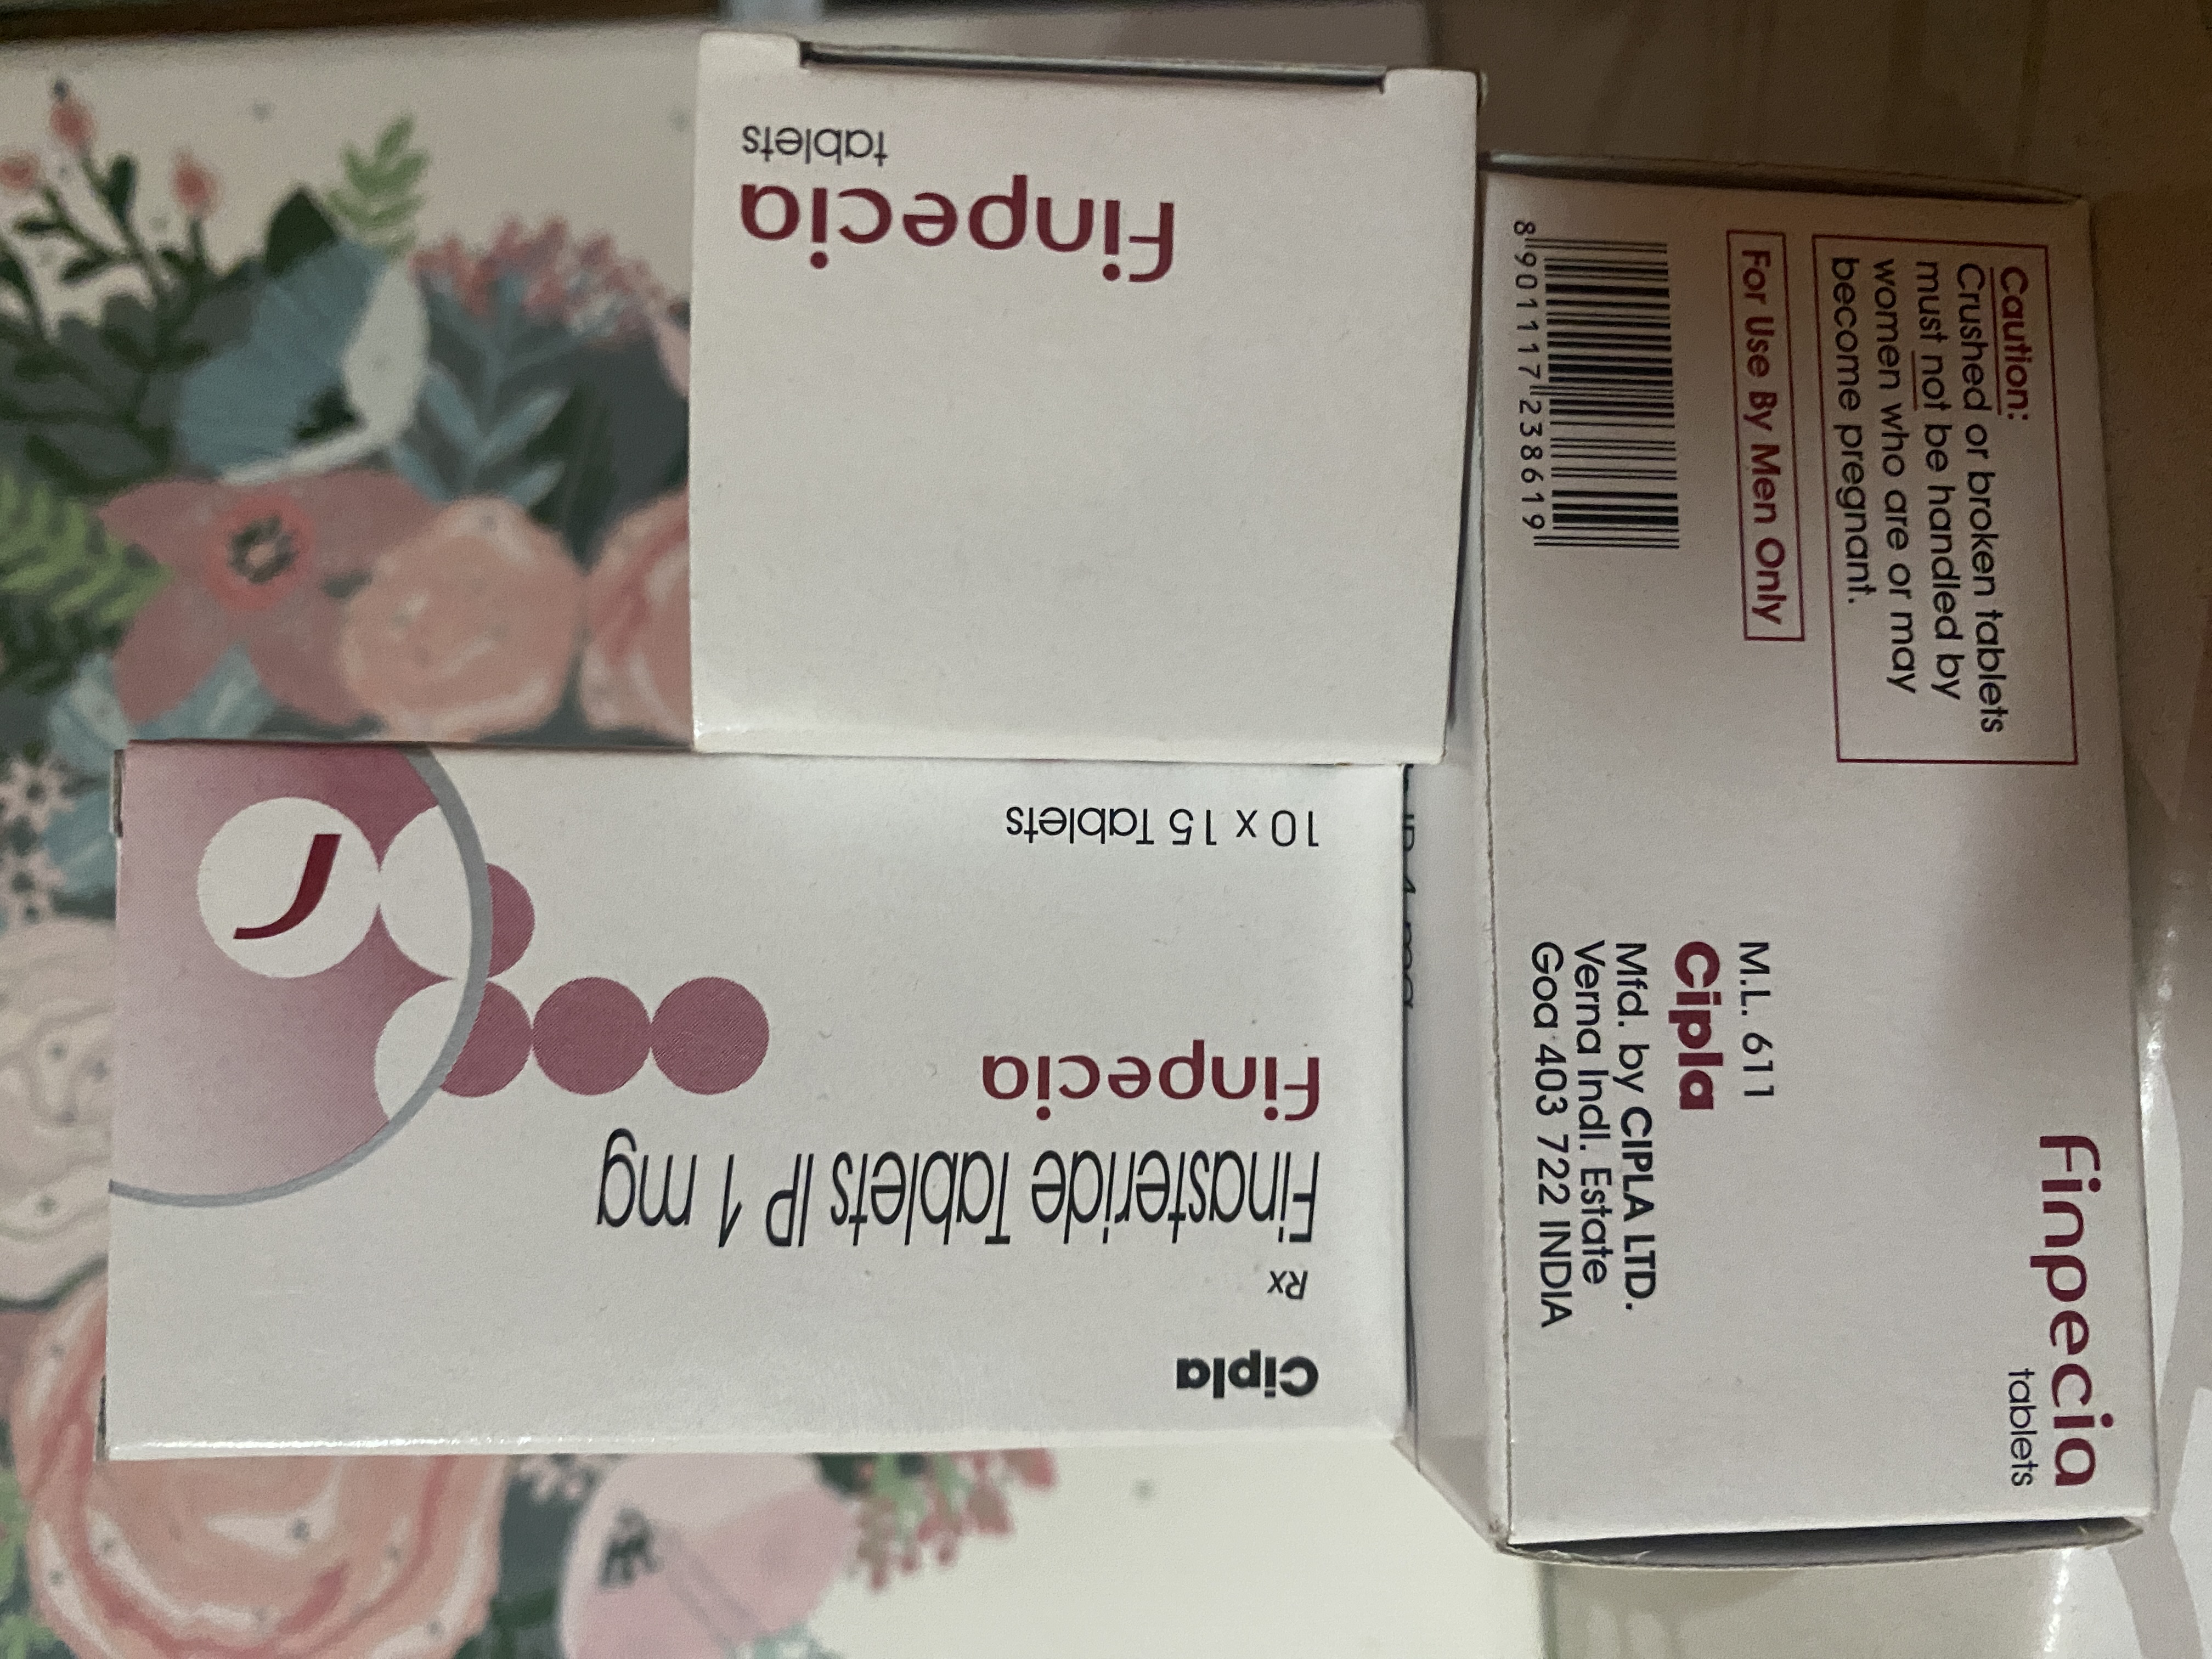 finpecia
tablets
Cipla
Rx
Finasteride Tablets IP 1 mg
finpecia
10 x 15 Tablets
finpecia
tablets
Caution:
Crushed or broken tablets
must not be handled by
women who are or may
become pregnant.
For Use By Men Only
8 901117 238619
M.L. 611
Cipla
Mfd. by CIPLA LTD.
Verna Indl. Estate
Goa 403 722 INDIA